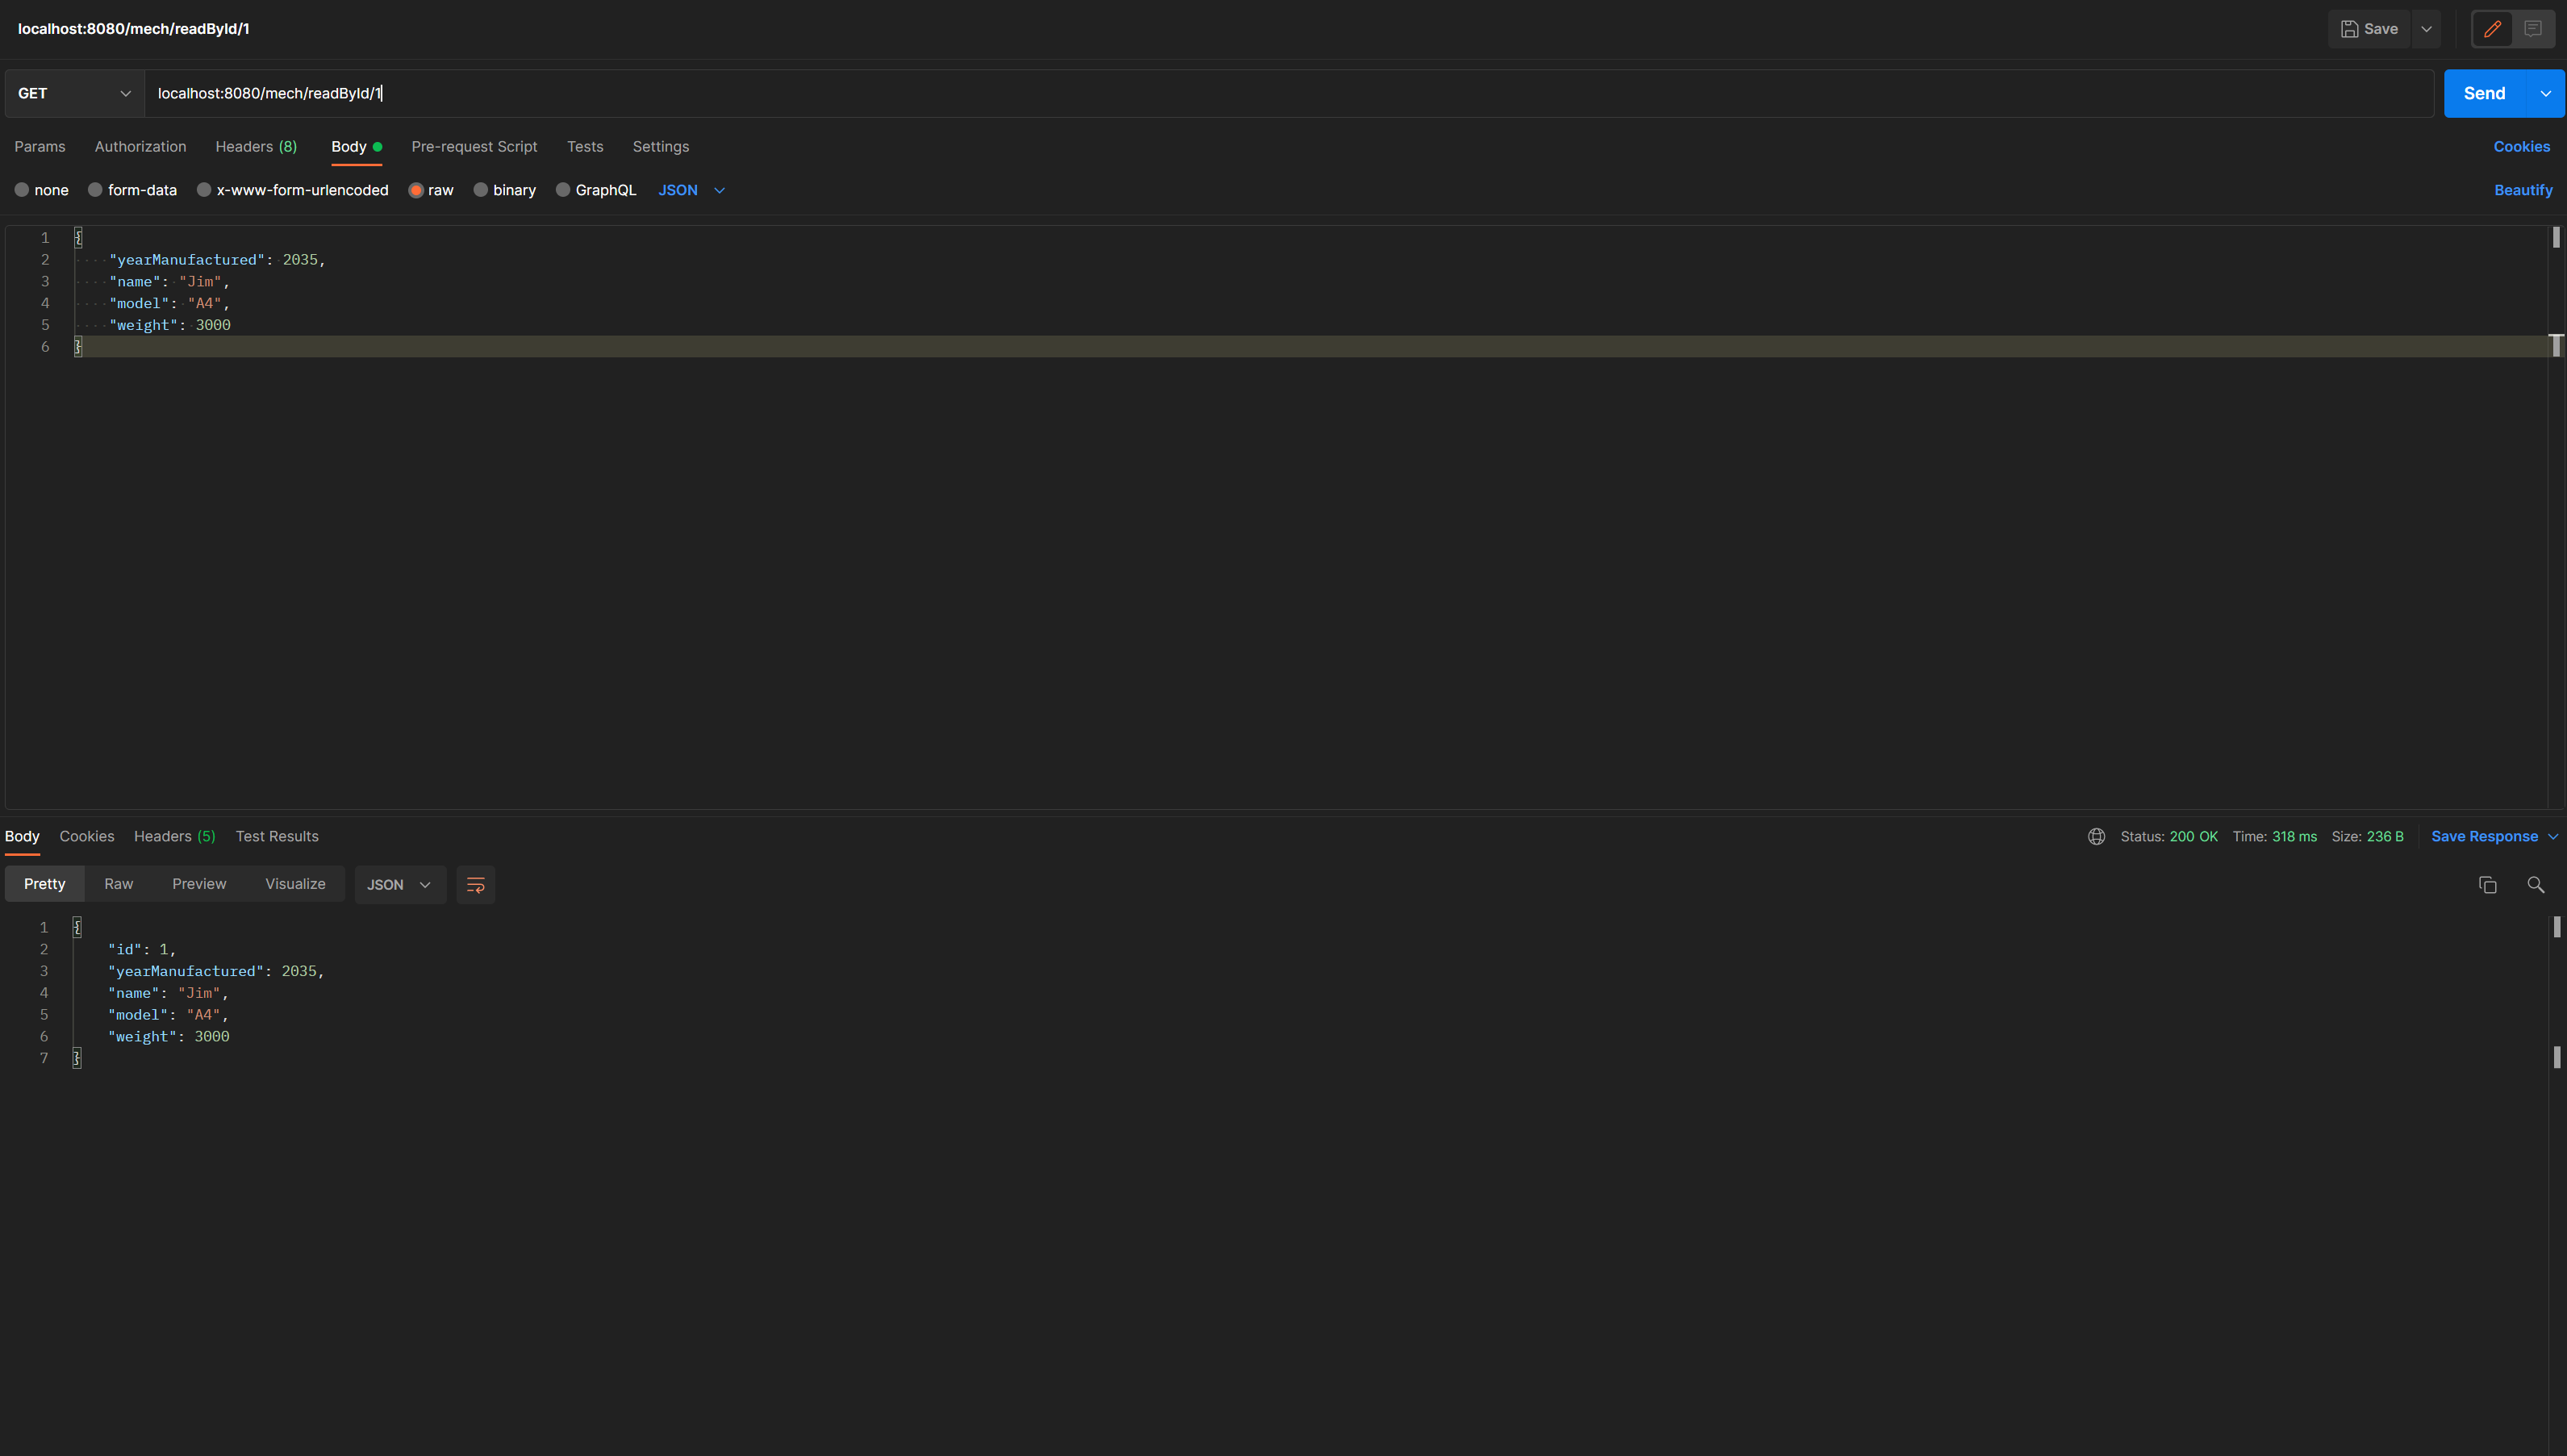 localhost:8080/mech/readById/1
Save
GET localhost:8080/mech/readById/1 Send
Params Authorization Headers (8) Body Pre-request Script Tests Settings Cookies
none form-data x-www-form-urlencoded raw binary GraphQL JSON Beautify
1 {
2 "yearManufactured": 2035,
3 "name": "Jim",
4 "model": "A4",
5 "weight": 3000
6 }
Body Cookies Headers (5) Test Results Status: 200 OK Time: 318 ms Size: 236 B Save Response
Pretty Raw Preview Visualize JSON
1 {
2 "id": 1,
3 "yearManufactured": 2035,
4 "name": "Jim",
5 "model": "A4",
6 "weight": 3000
7 }